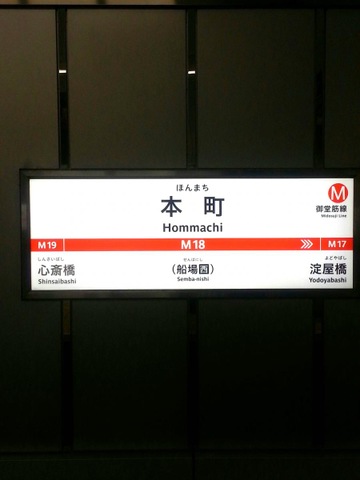 ほんまち
本町
Hommachi
M
御堂筋線
Midosuji Line
M19
M18
M17
しんさいばし
心斎橋
Shinsaibashi
せんばにし
(船場西)
Semba-nishi
よどやばし
淀屋橋
Yodoyabashi